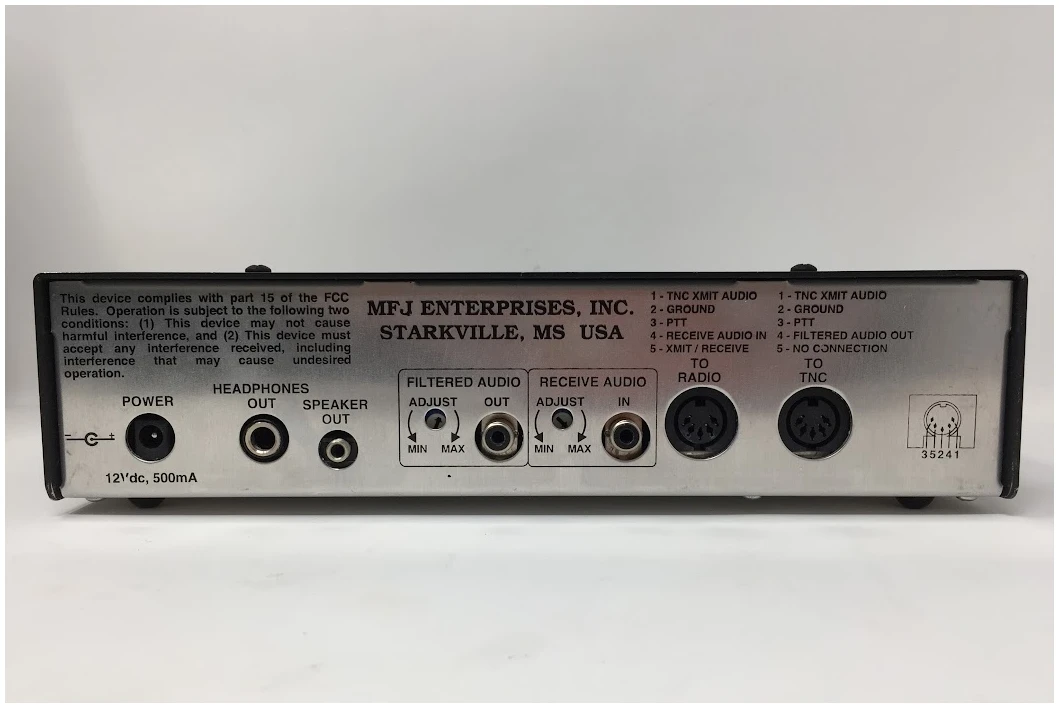 This device complies with part 15 of the FCC
Rules. Operation is subject to the following two
conditions: (1) This device may not cause
harmful interference, and (2) This device must
accept any interference received, including
interference that may cause undesired
operation.
MFJ ENTERPRISES, INC.
STARKVILLE, MS USA
1 - TNC XMIT AUDIO
2 - GROUND
3 - PTT
4 - RECEIVE AUDIO IN
5 - XMIT / RECEIVE
TO
RADIO
1 - TNC XMIT AUDIO
2 - GROUND
3 - PTT
4 - FILTERED AUDIO OUT
5 - NO CONNECTION
TO
TNC
POWER
- +
12Vdc, 500mA
HEADPHONES
OUT
SPEAKER
OUT
FILTERED AUDIO
ADJUST OUT
MIN MAX
RECEIVE AUDIO
ADJUST IN
MIN MAX
35241